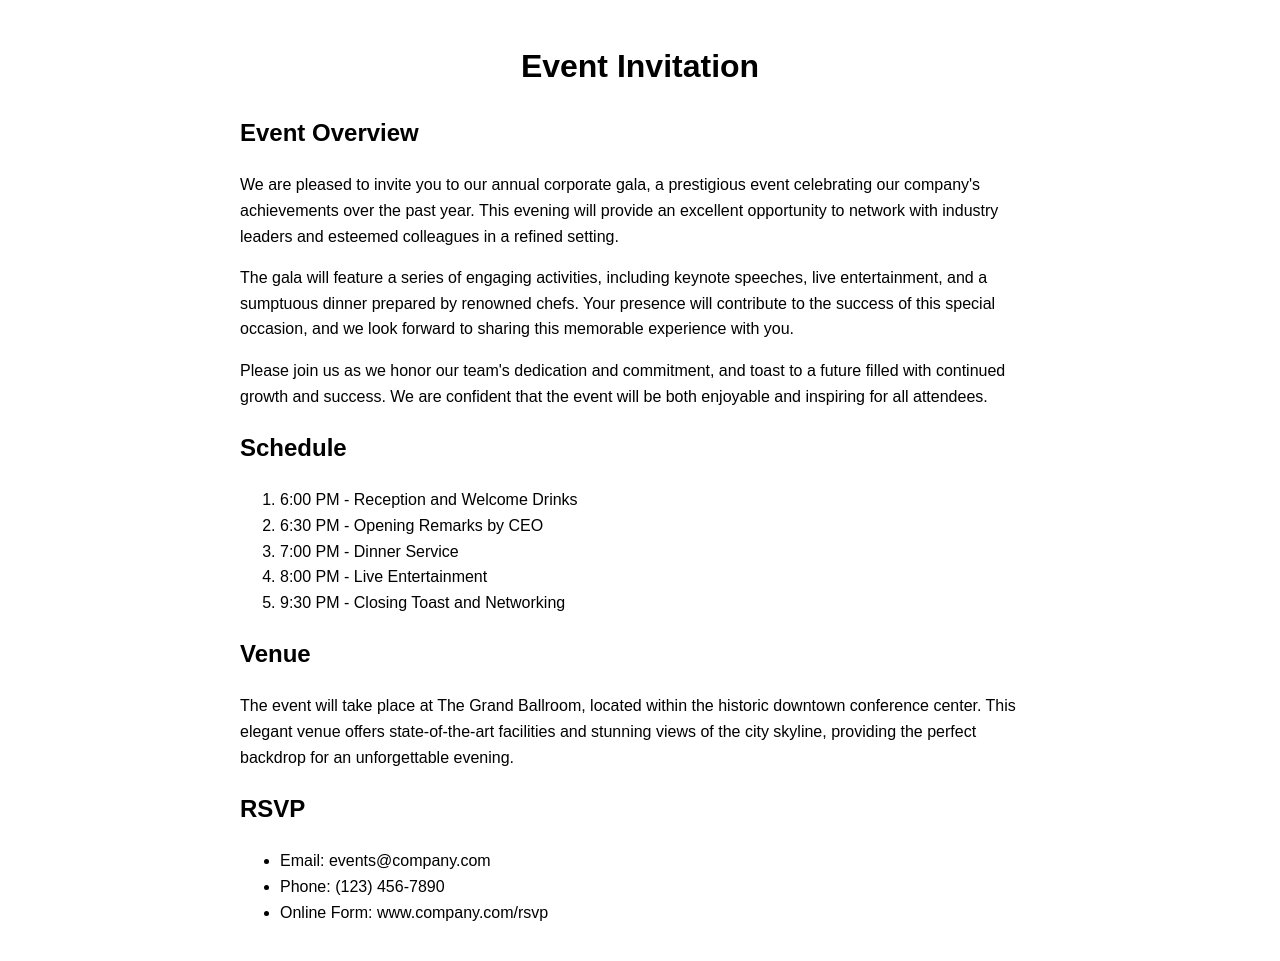 Event Invitation
Event Overview
We are pleased to invite you to our annual corporate gala, a prestigious event celebrating our company's
achievements over the past year. This evening will provide an excellent opportunity to network with industry
leaders and esteemed colleagues in a refined setting.
The gala will feature a series of engaging activities, including keynote speeches, live entertainment, and a
sumptuous dinner prepared by renowned chefs. Your presence will contribute to the success of this special
occasion, and we look forward to sharing this memorable experience with you.
Please join us as we honor our team's dedication and commitment, and toast to a future filled with continued
growth and success. We are confident that the event will be both enjoyable and inspiring for all attendees.
Schedule
1. 6:00 PM - Reception and Welcome Drinks
2. 6:30 PM - Opening Remarks by CEO
3. 7:00 PM - Dinner Service
4. 8:00 PM - Live Entertainment
5. 9:30 PM - Closing Toast and Networking
Venue
The event will take place at The Grand Ballroom, located within the historic downtown conference center. This
elegant venue offers state-of-the-art facilities and stunning views of the city skyline, providing the perfect
backdrop for an unforgettable evening.
RSVP
• Email: events@company.com
• Phone: (123) 456-7890
• Online Form: www.company.com/rsvp